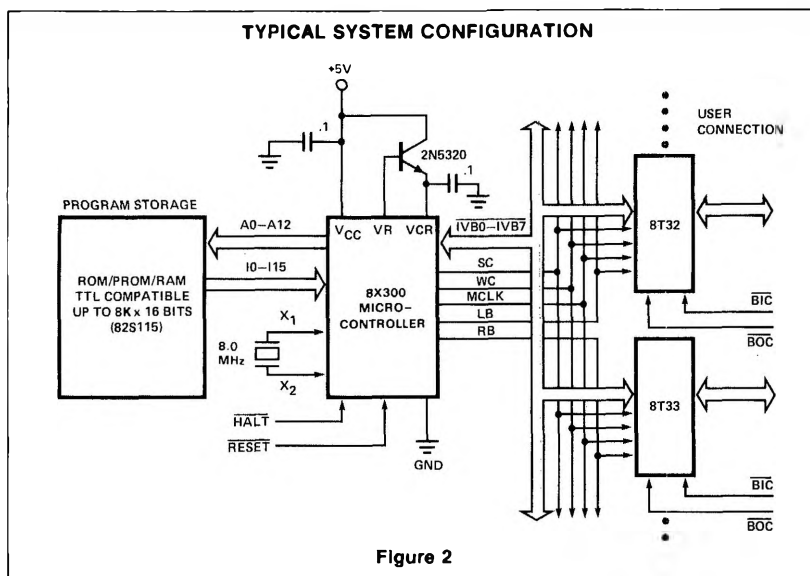 TYPICAL SYSTEM CONFIGURATION
+5V
.1
2N5320
.1
USER
CONNECTION
PROGRAM STORAGE
ROM/PROM/RAM
TTL COMPATIBLE
UP TO 8K x 16 BITS
(82S115)
A0–A12
I0–I15
X1
8.0
MHz
X2
HALT
RESET
VCC
VR
VCR
8X300
MICRO-
CONTROLLER
GND
IVB0–IVB7
SC
WC
MCLK
LB
RB
8T32
BIC
BOC
8T33
BIC
BOC
Figure 2